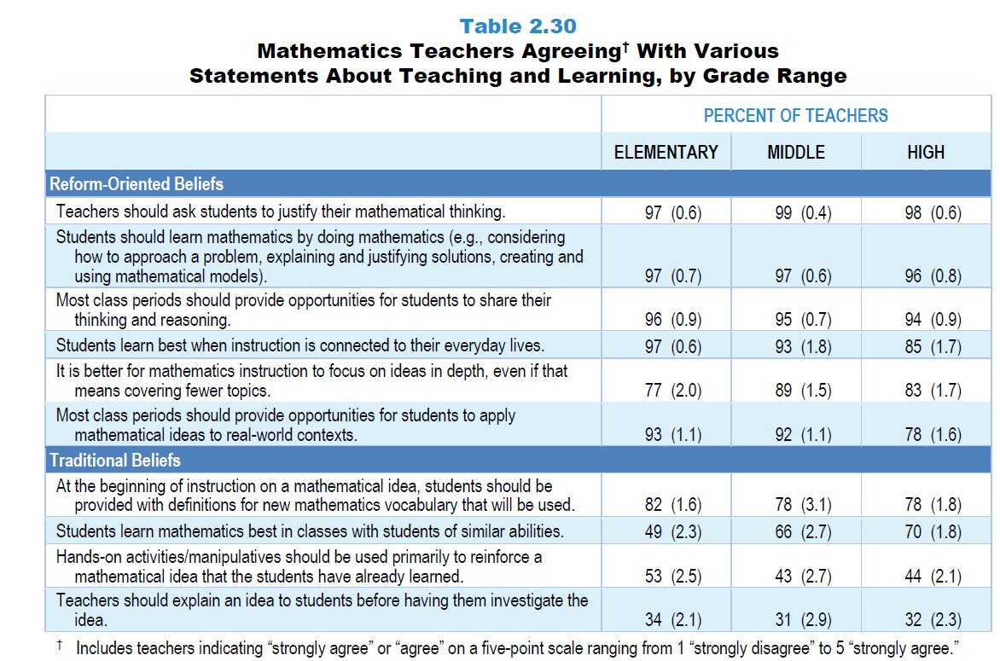 Table 2.30
Mathematics Teachers Agreeing† With Various
Statements About Teaching and Learning, by Grade Range
PERCENT OF TEACHERS
ELEMENTARY MIDDLE HIGH
Reform-Oriented Beliefs
Teachers should ask students to justify their mathematical thinking. 97 (0.6) 99 (0.4) 98 (0.6)
Students should learn mathematics by doing mathematics (e.g., considering
how to approach a problem, explaining and justifying solutions, creating and
using mathematical models). 97 (0.7) 97 (0.6) 96 (0.8)
Most class periods should provide opportunities for students to share their
thinking and reasoning. 96 (0.9) 95 (0.7) 94 (0.9)
Students learn best when instruction is connected to their everyday lives. 97 (0.6) 93 (1.8) 85 (1.7)
It is better for mathematics instruction to focus on ideas in depth, even if that
means covering fewer topics. 77 (2.0) 89 (1.5) 83 (1.7)
Most class periods should provide opportunities for students to apply
mathematical ideas to real-world contexts. 93 (1.1) 92 (1.1) 78 (1.6)
Traditional Beliefs
At the beginning of instruction on a mathematical idea, students should be
provided with definitions for new mathematics vocabulary that will be used. 82 (1.6) 78 (3.1) 78 (1.8)
Students learn mathematics best in classes with students of similar abilities. 49 (2.3) 66 (2.7) 70 (1.8)
Hands-on activities/manipulatives should be used primarily to reinforce a
mathematical idea that the students have already learned. 53 (2.5) 43 (2.7) 44 (2.1)
Teachers should explain an idea to students before having them investigate the
idea. 34 (2.1) 31 (2.9) 32 (2.3)
† Includes teachers indicating “strongly agree” or “agree” on a five-point scale ranging from 1 “strongly disagree” to 5 “strongly agree.”